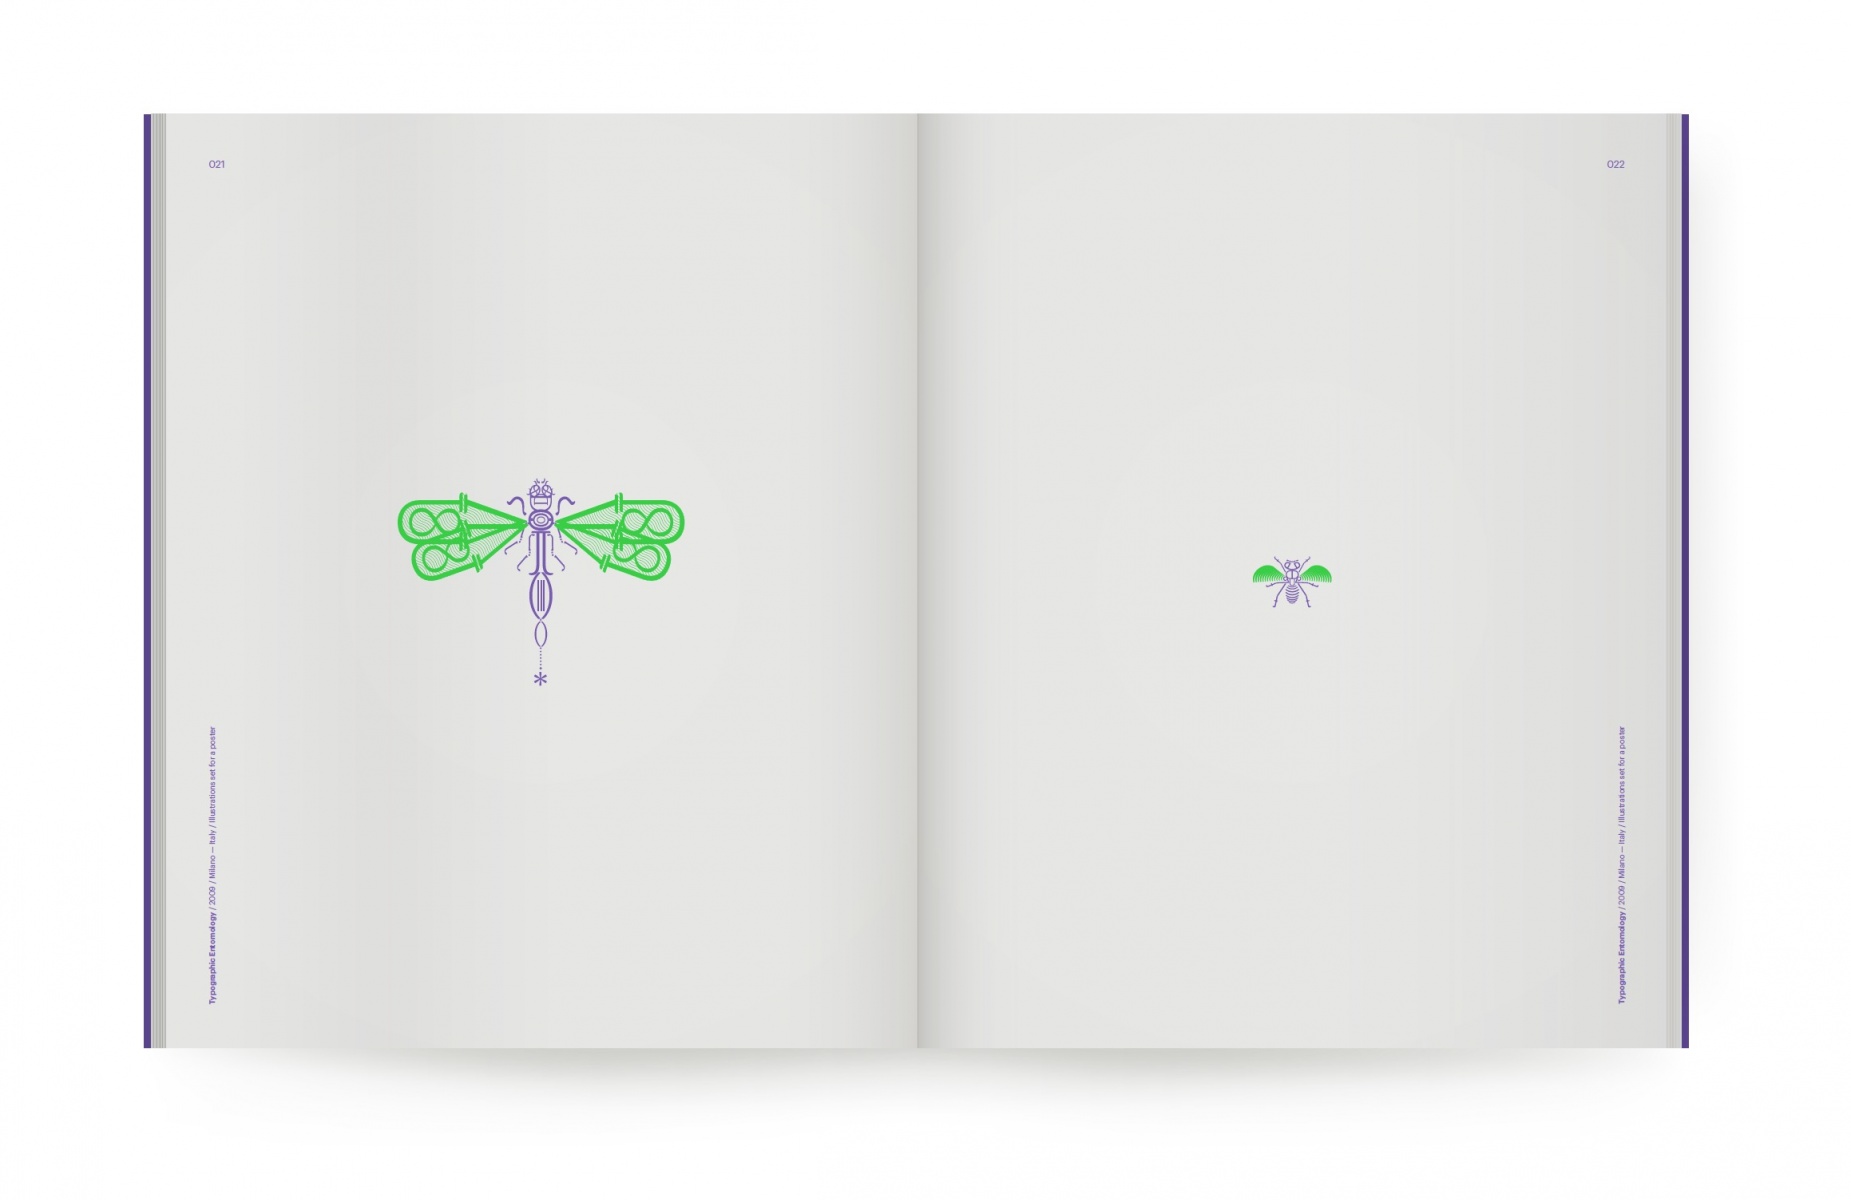 021
Typographic Entomology / 2009 / Milano — Italy / Illustrations set for a poster
022
Typographic Entomology / 2009 / Milano — Italy / Illustrations set for a poster